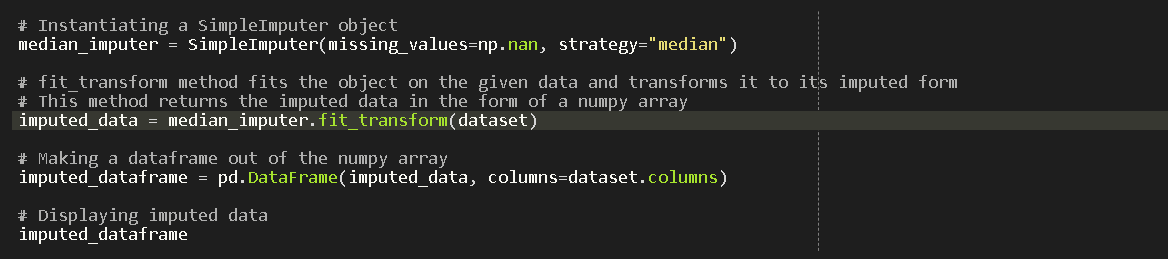 # Instantiating a SimpleImputer object
median_imputer = SimpleImputer(missing_values=np.nan, strategy="median")
# fit_transform method fits the object on the given data and transforms it to its imputed form
# This method returns the imputed data in the form of a numpy array
imputed_data = median_imputer.fit_transform(dataset)
# Making a dataframe out of the numpy array
imputed_dataframe = pd.DataFrame(imputed_data, columns=dataset.columns)
# Displaying imputed data
imputed_dataframe